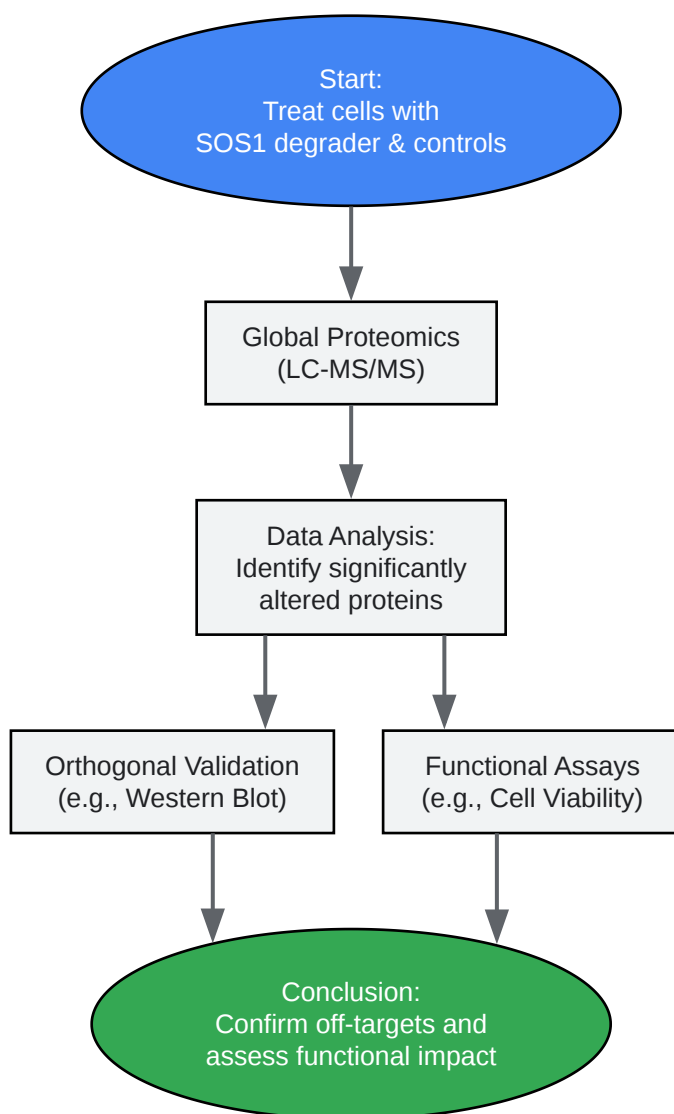 Start:
Treat cells with
SOS1 degrader & controls
Global Proteomics
(LC-MS/MS)
Data Analysis:
Identify significantly
altered proteins
Orthogonal Validation
(e.g., Western Blot)
Functional Assays
(e.g., Cell Viability)
Conclusion:
Confirm off-targets and
assess functional impact